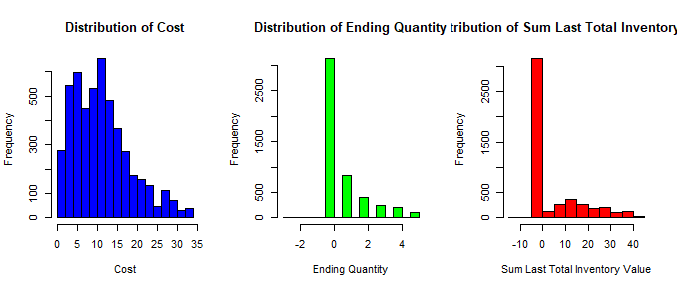 Distribution of Cost
Frequency
100
300
500
0
0 5 10 15 20 25 30 35
Cost
Distribution of Ending Quantity
Frequency
0
500
1500
2500
-2 0 2 4
Ending Quantity
tribution of Sum Last Total Inventory
Frequency
0
500
1500
2500
-10 0 10 20 30 40
Sum Last Total Inventory Value